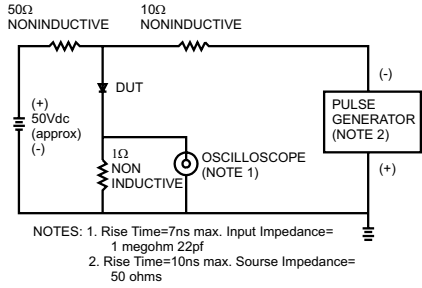 50Ω
NONINDUCTIVE
10Ω
NONINDUCTIVE
(-)
DUT
(+)
50Vdc
(approx)
(-)
PULSE
GENERATOR
(NOTE 2)
1Ω
NON
INDUCTIVE
OSCILLOSCOPE
(NOTE 1)
(+)
NOTES: 1. Rise Time=7ns max. Input Impedance=
1 megohm 22pf
2. Rise Time=10ns max. Sourse Impedance=
50 ohms